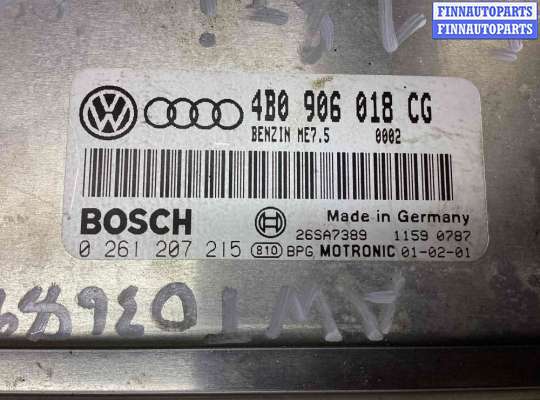 FINNAUTOPARTS
FINNAUTOPARTS
4B0 906 018 CG
BENZIN ME7.5 0002
BOSCH
Made in Germany
26SA7389 1159 0787
0 261 207 215 810 BPG MOTRONIC 01-02-01